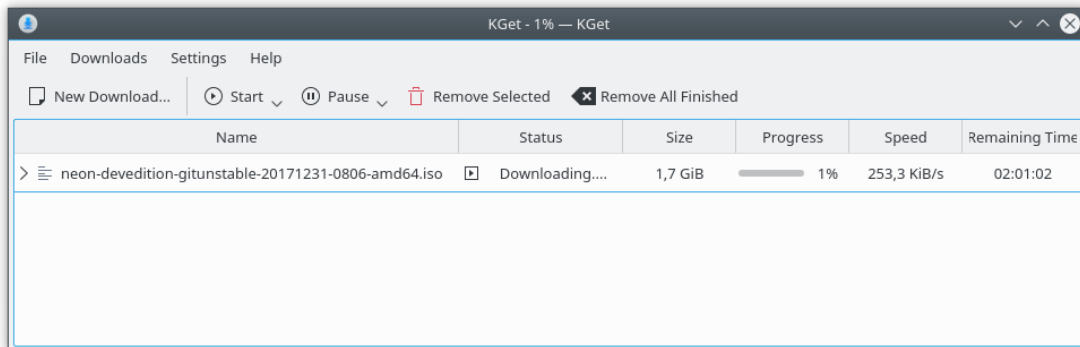 KGet - 1% — KGet
File Downloads Settings Help
New Download... Start Pause Remove Selected Remove All Finished
Name Status Size Progress Speed Remaining Time
neon-devedition-gitunstable-20171231-0806-amd64.iso Downloading.... 1,7 GiB 1% 253,3 KiB/s 02:01:02